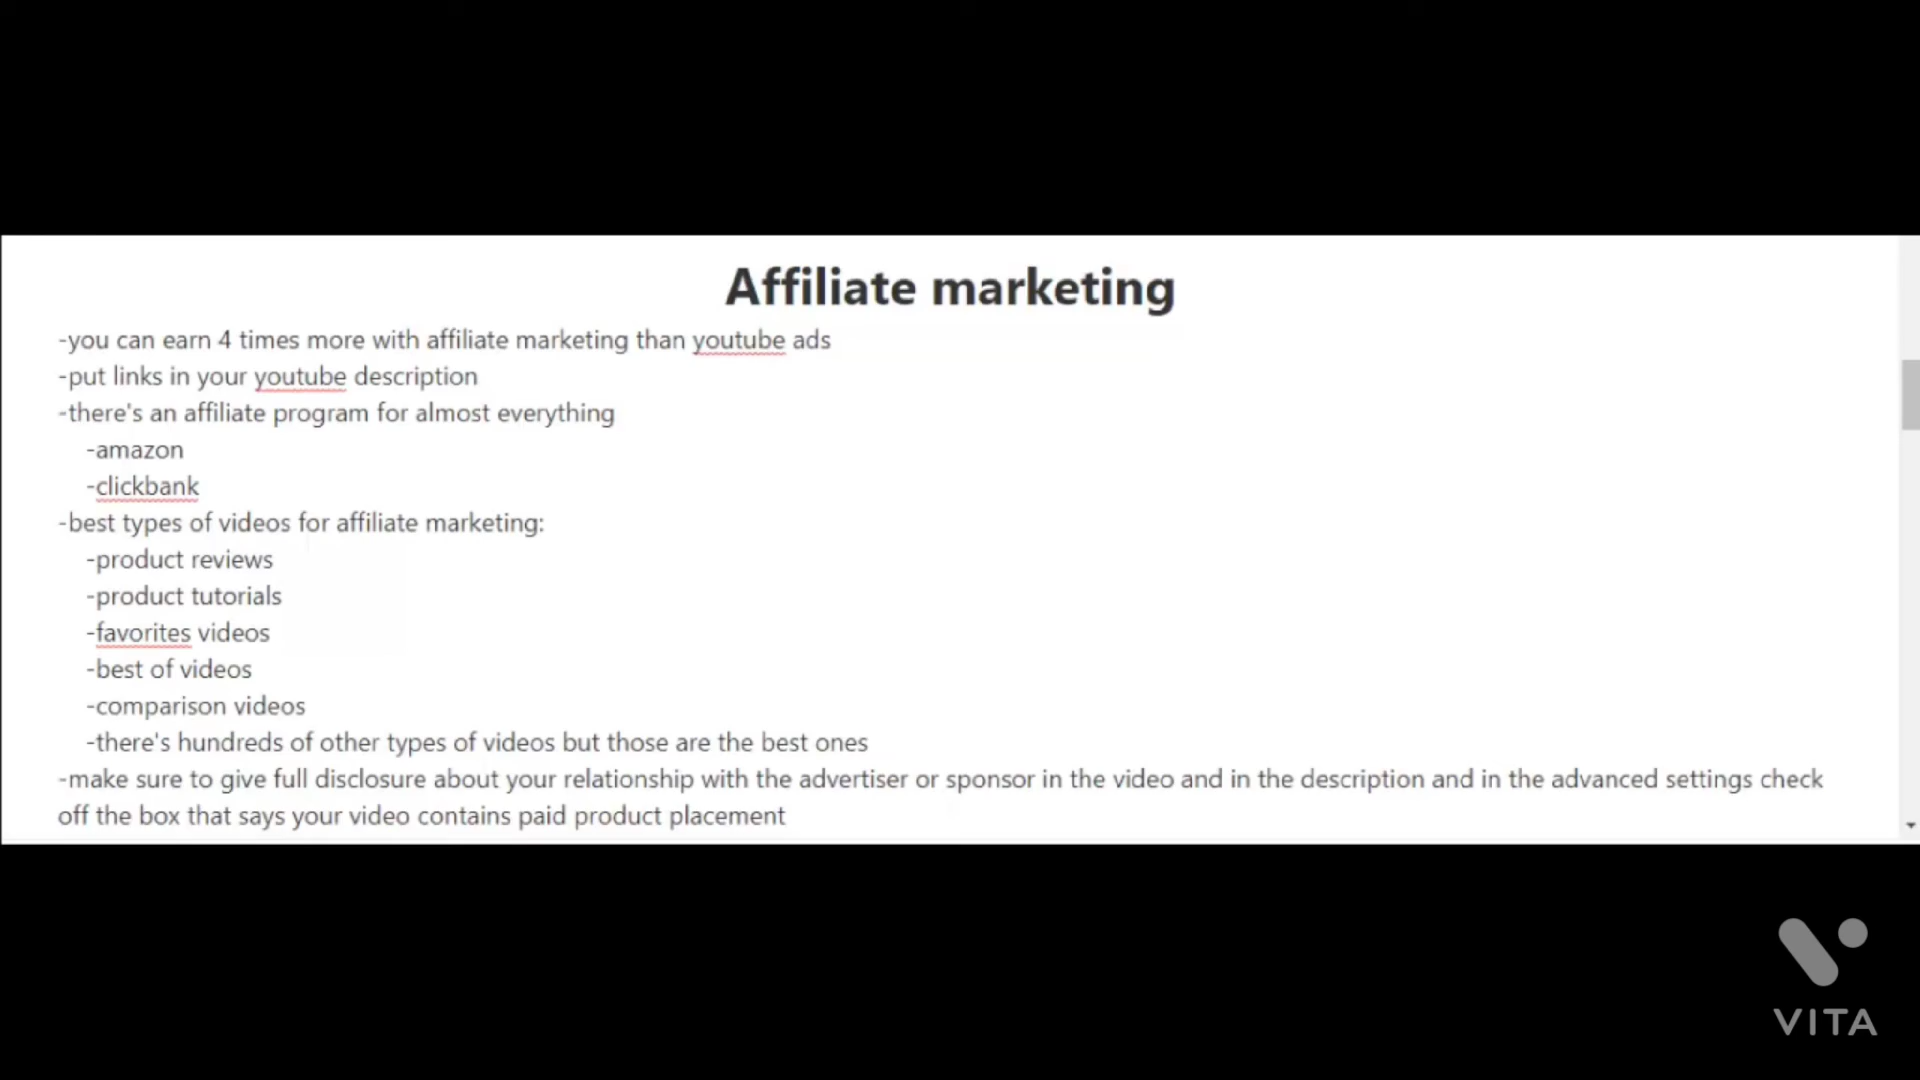 Affiliate marketing
-you can earn 4 times more with affiliate marketing than youtube ads
-put links in your youtube description
-there's an affiliate program for almost everything
-amazon
-clickbank
-best types of videos for affiliate marketing:
-product reviews
-product tutorials
-favorites videos
-best of videos
-comparison videos
-there's hundreds of other types of videos but those are the best ones
-make sure to give full disclosure about your relationship with the advertiser or sponsor in the video and in the description and in the advanced settings check
off the box that says your video contains paid product placement
VITA